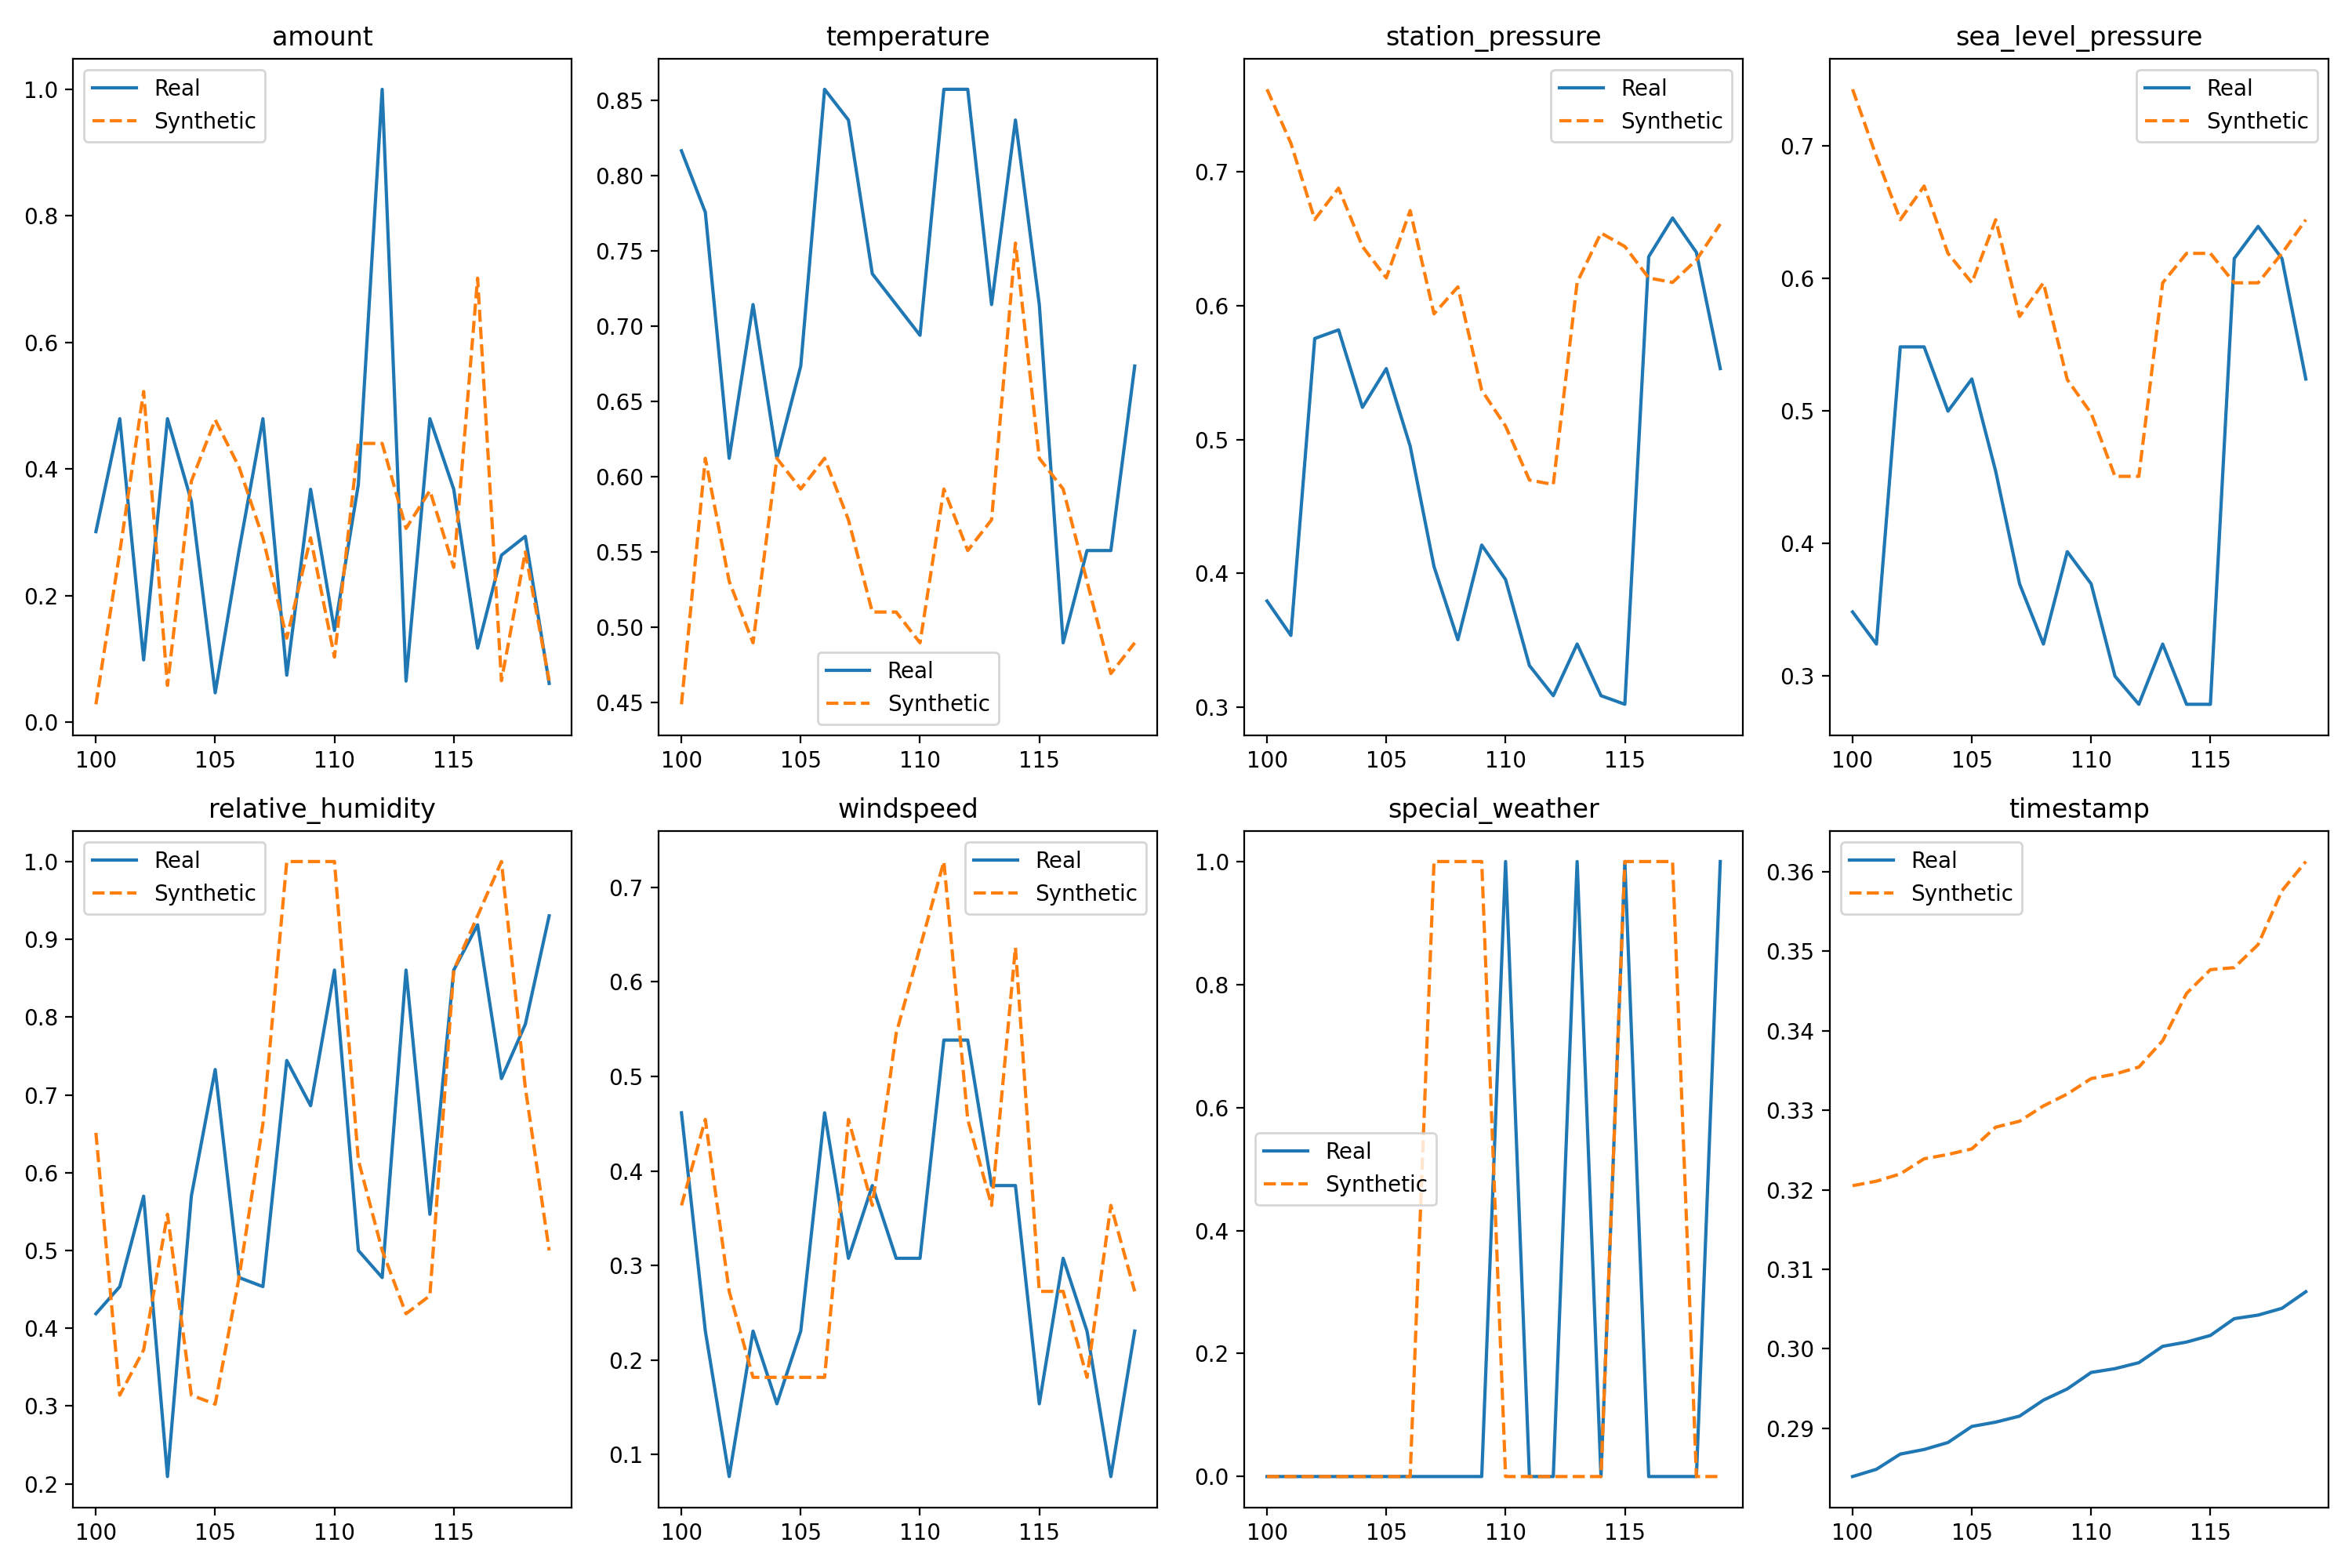 amount
1.0
0.8
0.6
0.4
0.2
0.0
Real
Synthetic
100 105 110 115
temperature
0.85
0.80
0.75
0.70
0.65
0.60
0.55
0.50
0.45
Real
Synthetic
100 105 110 115
station_pressure
0.7
0.6
0.5
0.4
0.3
Real
Synthetic
100 105 110 115
sea_level_pressure
0.7
0.6
0.5
0.4
0.3
Real
Synthetic
100 105 110 115
relative_humidity
1.0
0.9
0.8
0.7
0.6
0.5
0.4
0.3
0.2
Real
Synthetic
100 105 110 115
windspeed
0.7
0.6
0.5
0.4
0.3
0.2
0.1
Real
Synthetic
100 105 110 115
special_weather
1.0
0.8
0.6
0.4
0.2
0.0
Real
Synthetic
100 105 110 115
timestamp
0.36
0.35
0.34
0.33
0.32
0.31
0.30
0.29
Real
Synthetic
100 105 110 115